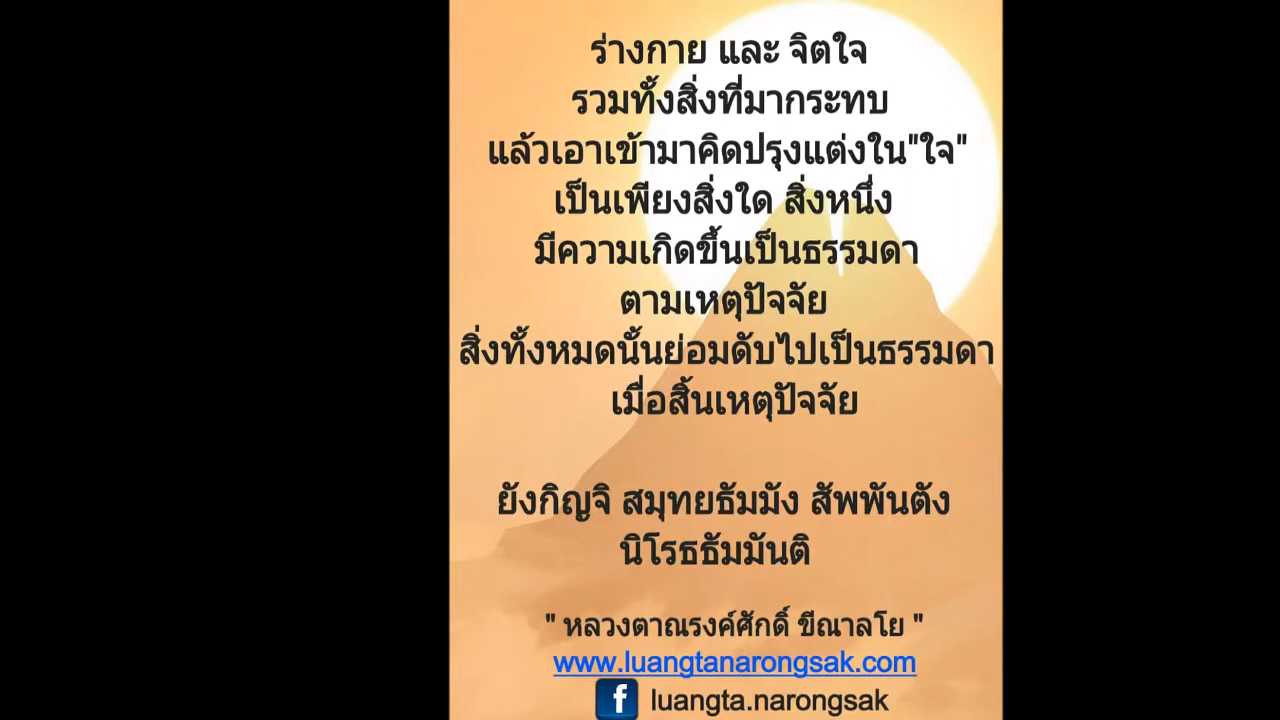 ร่างกาย และ จิตใจ
รวมทั้งสิ่งที่มากระทบ
แล้วเอาเข้ามาคิดปรุงแต่งใน"ใจ"
เป็นเพียงสิ่งใด สิ่งหนึ่ง
มีความเกิดขึ้นเป็นธรรมดา
ตามเหตุปัจจัย
สิ่งทั้งหมดนั้นย่อมดับไปเป็นธรรมดา
เมื่อสิ้นเหตุปัจจัย
ยังกิญจิ สมุทยธัมมัง สัพพันตัง
นิโรธธัมมันติ
" หลวงตาณรงค์ศักดิ์ ขีณาลโย "
www.luangtanarongsak.com
f luangta.narongsak